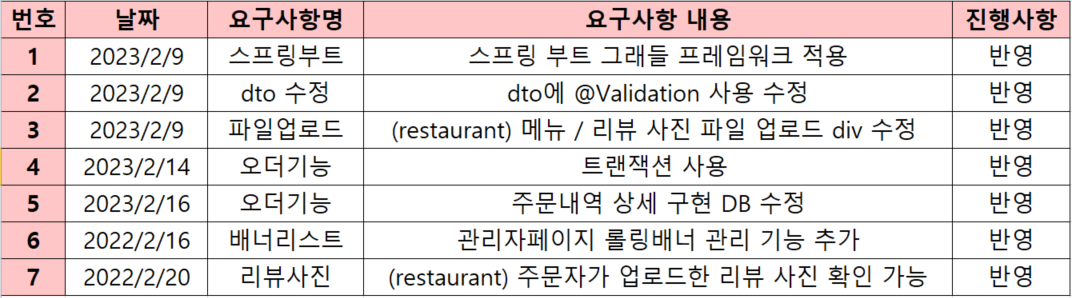 번호 날짜 요구사항명 요구사항 내용 진행사항
1 2023/2/9 스프링부트 스프링 부트 그래들 프레임워크 적용 반영
2 2023/2/9 dto 수정 dto에 @Validation 사용 수정 반영
3 2023/2/9 파일업로드 (restaurant) 메뉴 / 리뷰 사진 파일 업로드 div 수정 반영
4 2023/2/14 오더기능 트랜잭션 사용 반영
5 2023/2/16 오더기능 주문내역 상세 구현 DB 수정 반영
6 2022/2/16 배너리스트 관리자페이지 롤링배너 관리 기능 추가 반영
7 2022/2/20 리뷰사진 (restaurant) 주문자가 업로드한 리뷰 사진 확인 가능 반영